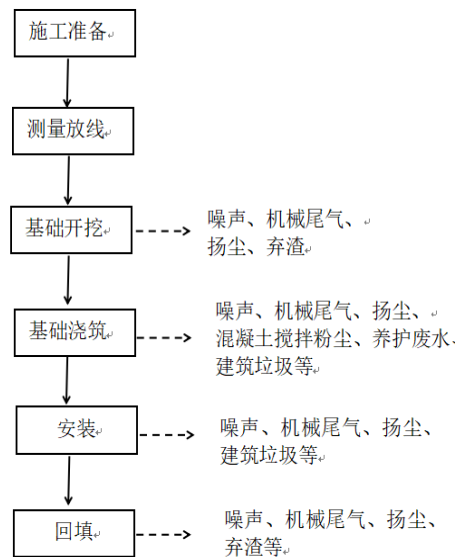 施工准备
测量放线
基础开挖
噪声、机械尾气、
扬尘、弃渣
基础浇筑
噪声、机械尾气、扬尘、
混凝土搅拌粉尘、养护废水、
建筑垃圾等
安装
噪声、机械尾气、扬尘、
建筑垃圾等
回填
噪声、机械尾气、扬尘、
弃渣等